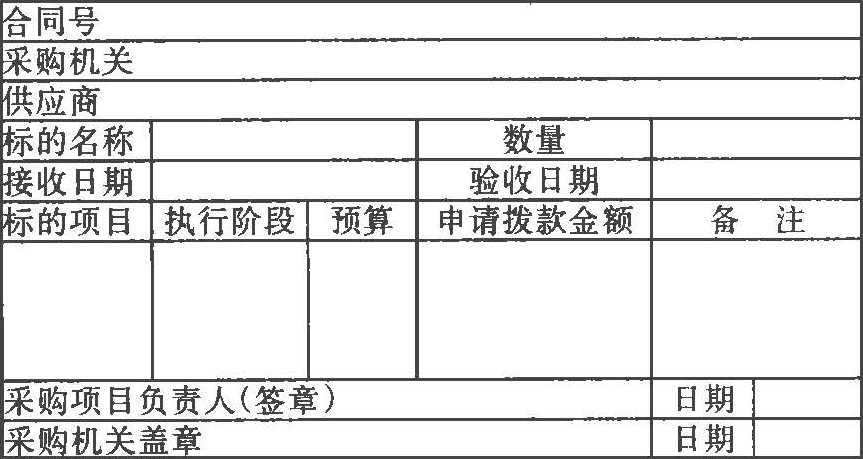 合同号
采购机关
供应商
标的名称 数量
接收日期 验收日期
标的项目 执行阶段 预算 申请拨款金额 备 注
采购项目负责人(签章) 日期
采购机关盖章 日期